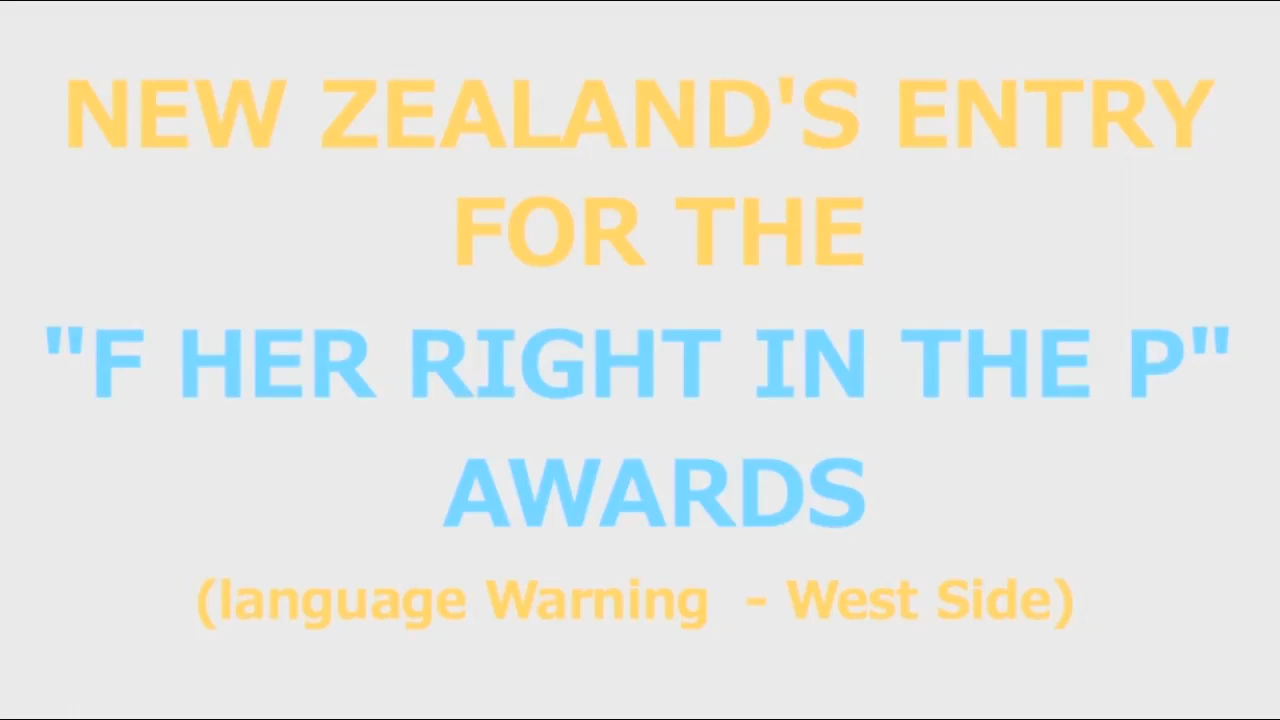 NEW ZEALAND'S ENTRY
FOR THE
"F HER RIGHT IN THE P"
AWARDS
(language Warning - West Side)